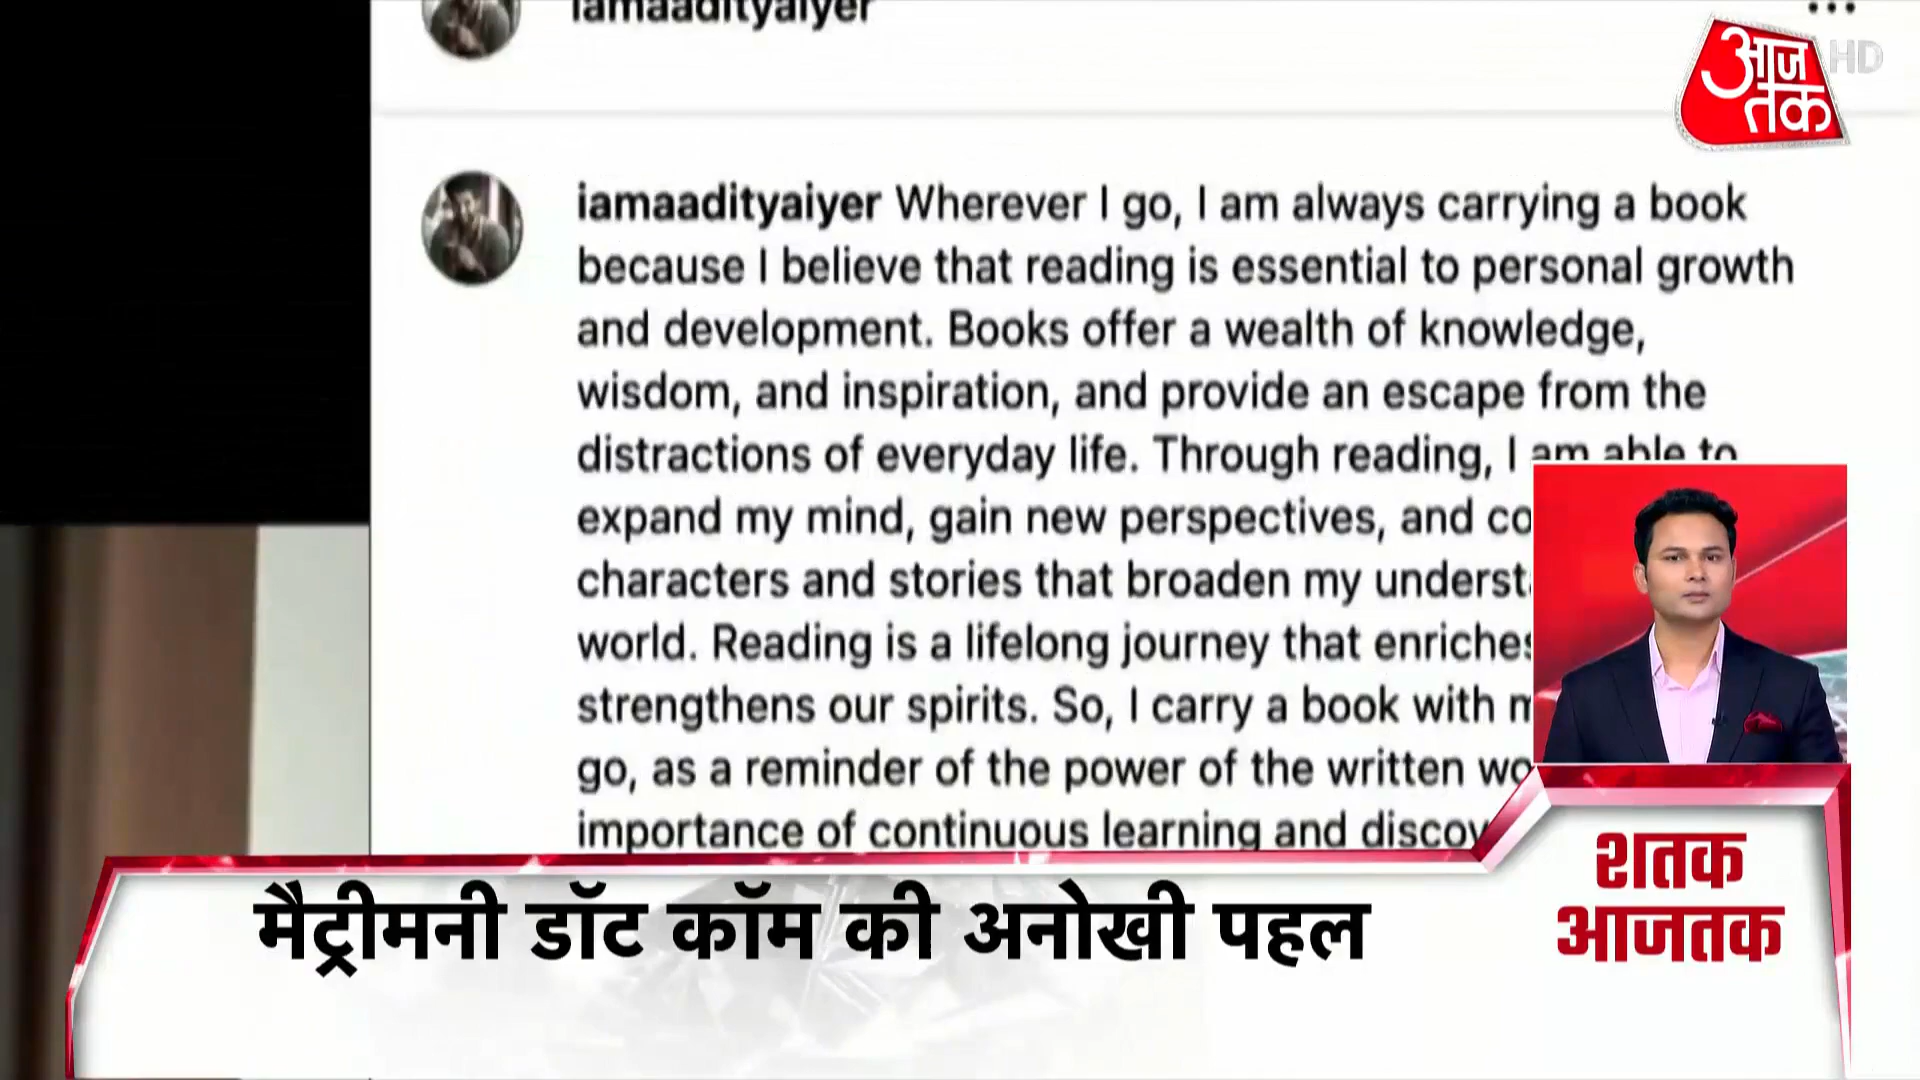 iamaadityaiyer
आज
तक
HD
iamaadityaiyer Wherever I go, I am always carrying a book
because I believe that reading is essential to personal growth
and development. Books offer a wealth of knowledge,
wisdom, and inspiration, and provide an escape from the
distractions of everyday life. Through reading, I am able to
expand my mind, gain new perspectives, and
characters and stories that broaden my
world. Reading is a lifelong journey that
strengthens our spirits. So, I carry a book with
go, as a reminder of the power of the written
importance of continuous learning and
मैट्रीमनी डॉट कॉम की अनोखी पहल
शतक
आजतक